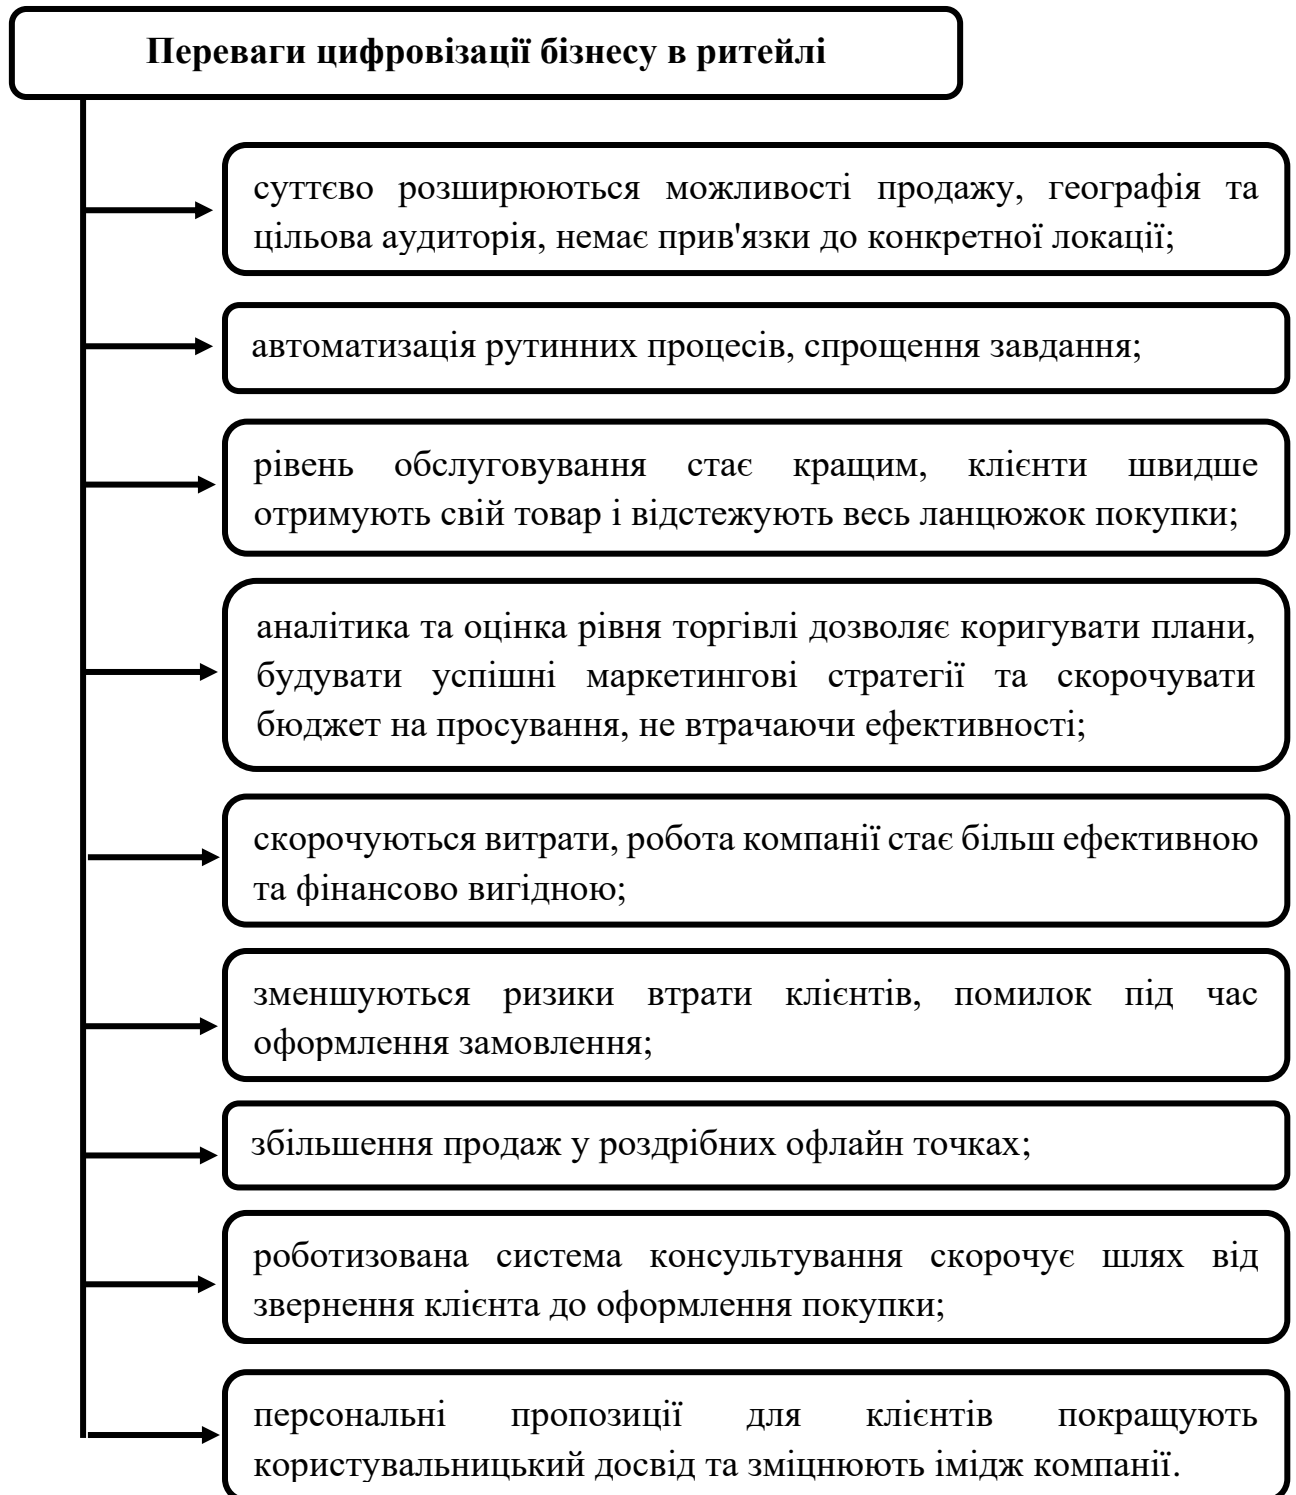 Переваги цифровізації бізнесу в ритейлі
суттєво розширюються можливості продажу, географія та
цільова аудиторія, немає прив'язки до конкретної локації;
автоматизація рутинних процесів, спрощення завдання;
рівень обслуговування стає кращим, клієнти швидше
отримують свій товар і відстежують весь ланцюжок покупки;
аналітика та оцінка рівня торгівлі дозволяє коригувати плани,
будувати успішні маркетингові стратегії та скорочувати
бюджет на просування, не втрачаючи ефективності;
скорочуються витрати, робота компанії стає більш ефективною
та фінансово вигідною;
зменшуються ризики втрати клієнтів, помилок під час
оформлення замовлення;
збільшення продаж у роздрібних офлайн точках;
роботизована система консультування скорочує шлях від
звернення клієнта до оформлення покупки;
персональні пропозиції для клієнтів покращують
користувальницький досвід та зміцнюють імідж компанії.